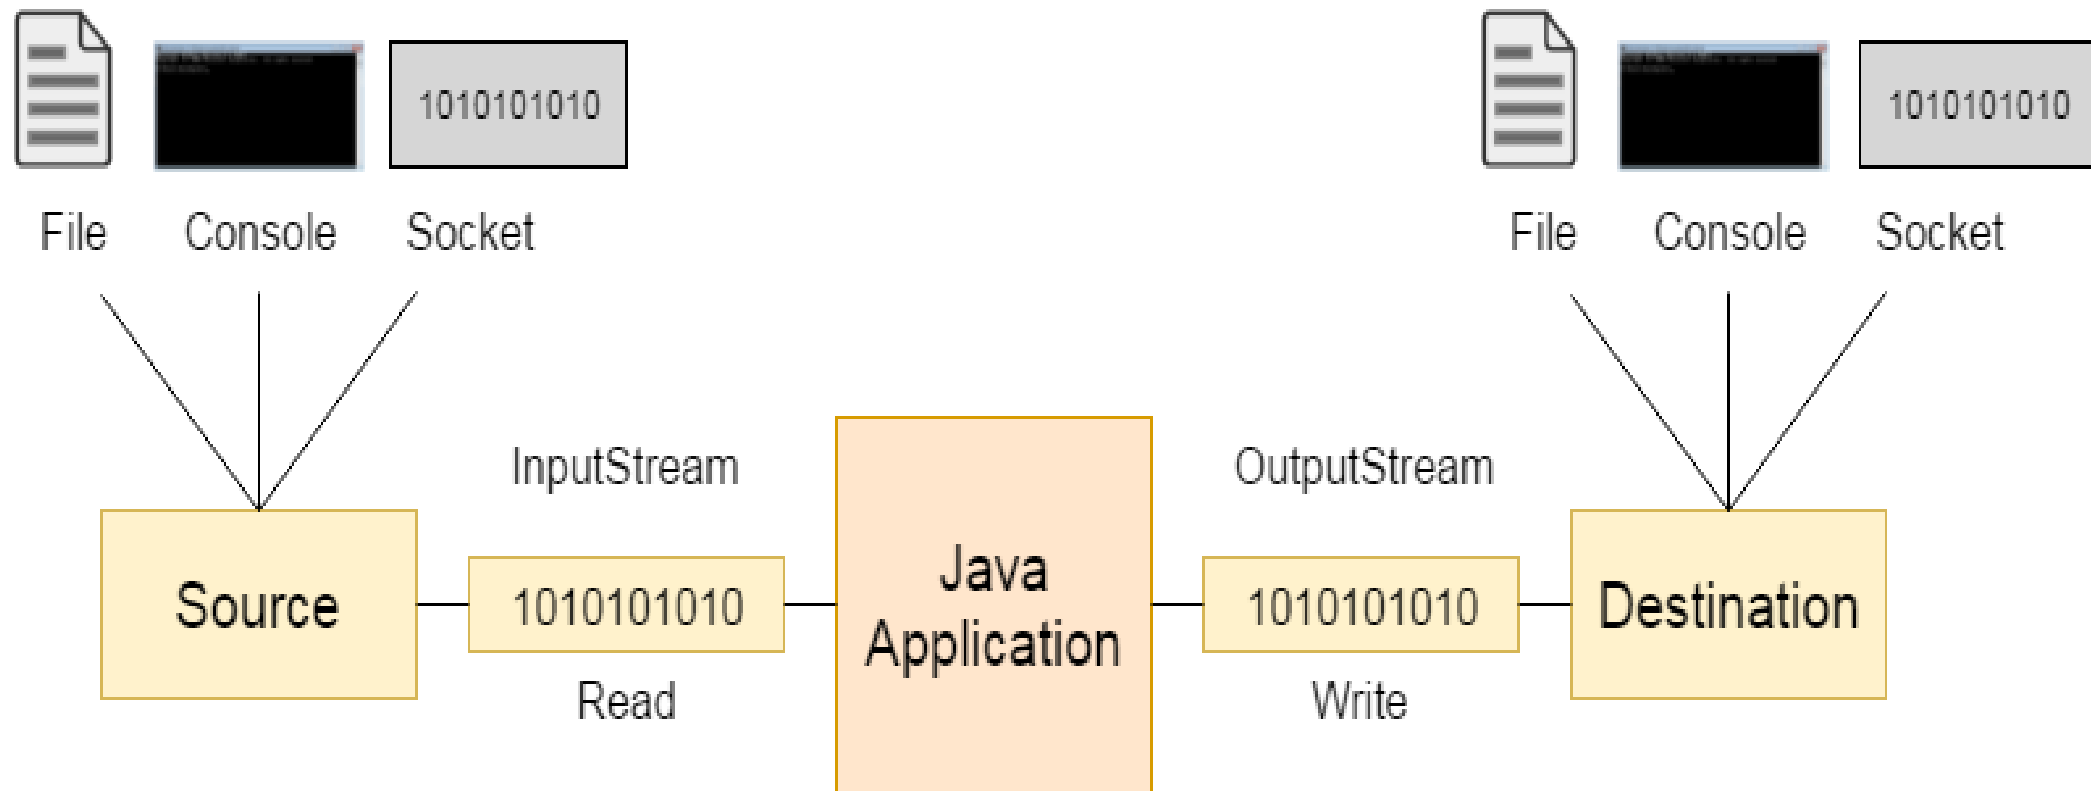 1010101010
1010101010
File Console Socket
File Console Socket
InputStream
OutputStream
Source
1010101010
Java
Application
1010101010
Destination
Read
Write